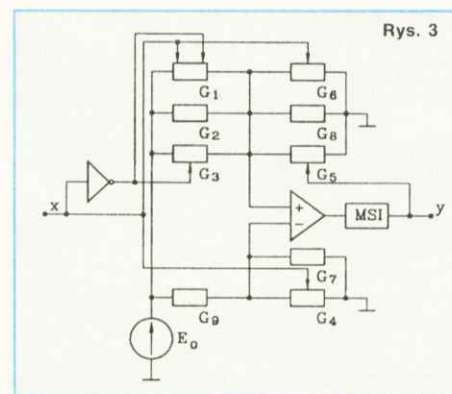 Rys. 3
G₁
G₆
G₂
G₈
G₃
G₅
x
+
−
MSI
y
G₇
G₉
G₄
E₀